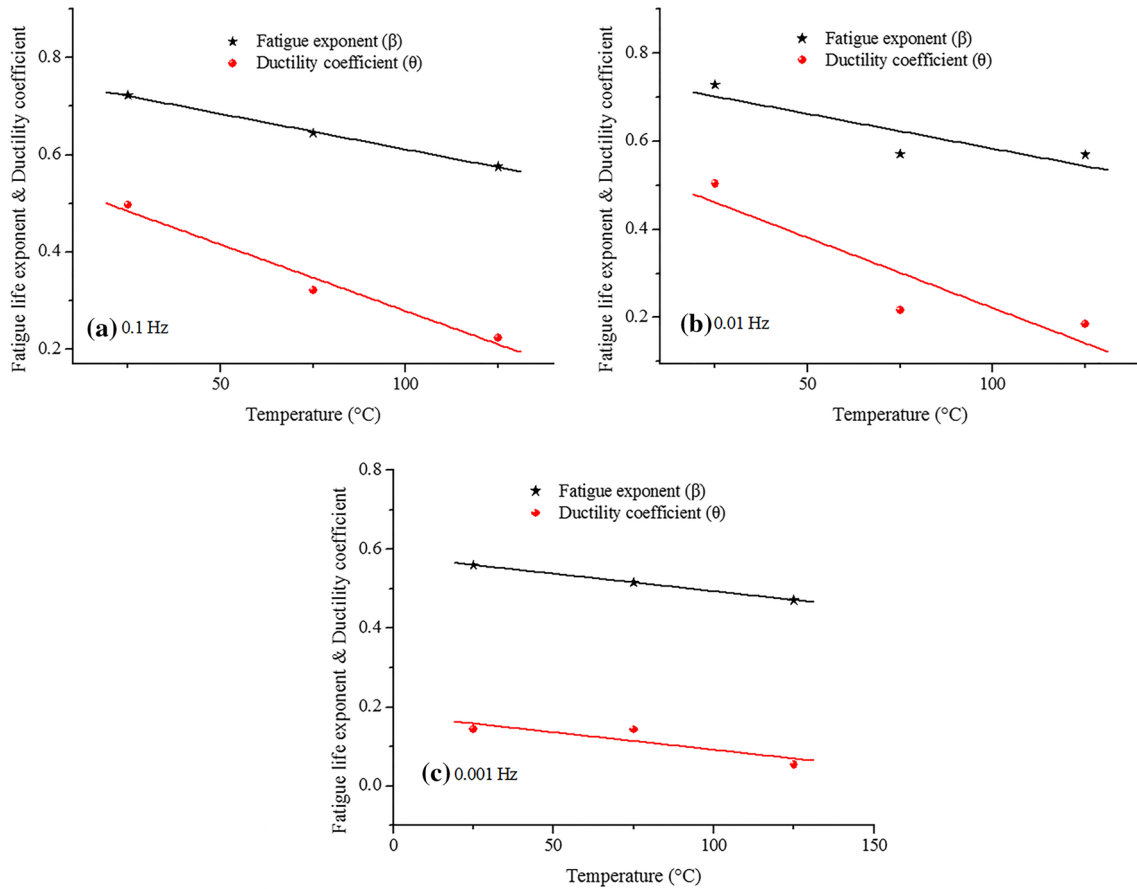 Fatigue life exponent & Ductility coefficient
0.8
0.6
0.4
0.2
Fatigue exponent (β)
Ductility coefficient (θ)
(a) 0.1 Hz
50
100
Temperature (°C)
Fatigue life exponent & Ductility coefficient
0.8
0.6
0.4
0.2
Fatigue exponent (β)
Ductility coefficient (θ)
(b) 0.01 Hz
50
100
Temperature (°C)
Fatigue life exponent & Ductility coefficient
0.8
0.6
0.4
0.2
0.0
Fatigue exponent (β)
Ductility coefficient (θ)
(c) 0.001 Hz
0
50
100
150
Temperature (°C)